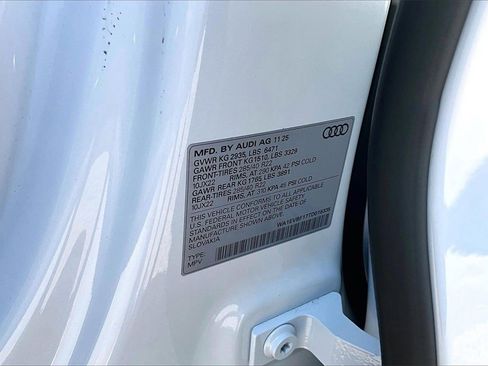 MFD. BY AUDI AG 11 25
GVWR KG 2935, LBS 6471
GAWR FRONT KG 1510, LBS 3329
FRONT-TIRES 285/40 R22
10JX22 RIMS, AT 290 KPA 42 PSI COLD
GAWR REAR KG 1765, LBS 3891
REAR-TIRES 285/40 R22
10JX22 RIMS, AT 310 KPA 45 PSI COLD
THIS VEHICLE CONFORMS TO ALL APPLICABLE
U.S. FEDERAL MOTOR VEHICLE
SAFETY STANDARDS IN EFFECT ON THE DATE OF
MANUFACTURE SHOWN ABOVE.
SLOVAKIA
TYPE:
MPV